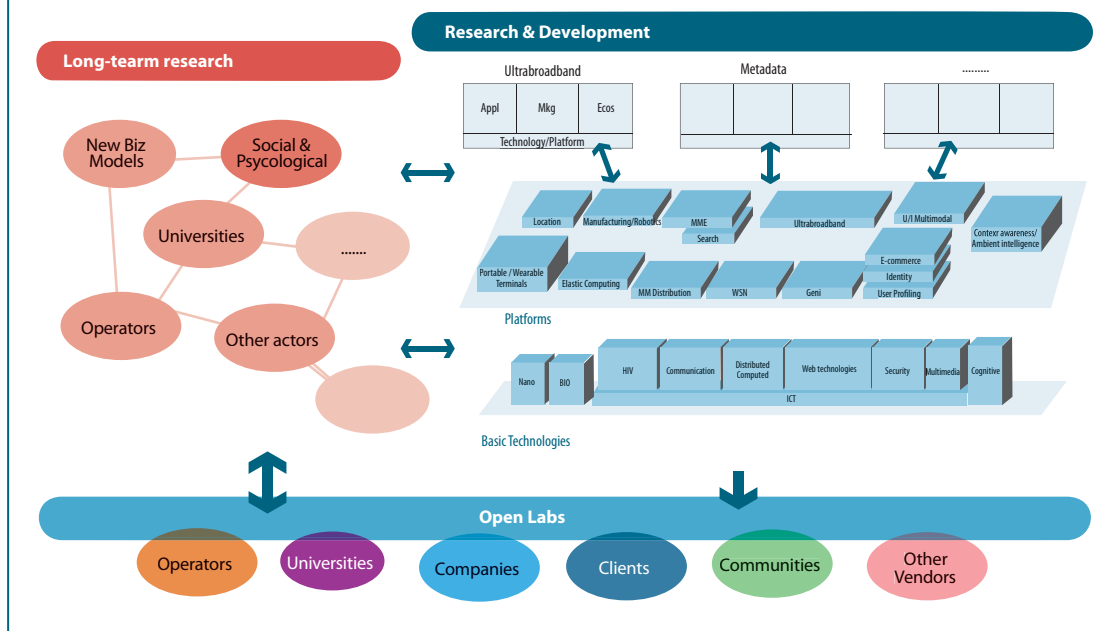 Research & Development
Long-tearm research
Ultrabroadband
Metadata
.........
Appl
Mkg
Ecos
Technology/Platform
New Biz
Models
Social &
Psycological
Universities
.......
Operators
Other actors
Location
Manufacturing/Robotics
MME
Search
Ultrabroadband
U/I Multimodal
Contexr awareness/
Ambient intelligence
Portable / Wearable
Terminals
Elastic Computing
MM Distribution
WSN
Geni
E-commerce
Identity
User Profiling
Platforms
Nano
BIO
HIV
Communication
Distributed
Computed
Web technologies
Security
Multimedia
Cognitive
ICT
Basic Technologies
Open Labs
Operators
Universities
Companies
Clients
Communities
Other
Vendors